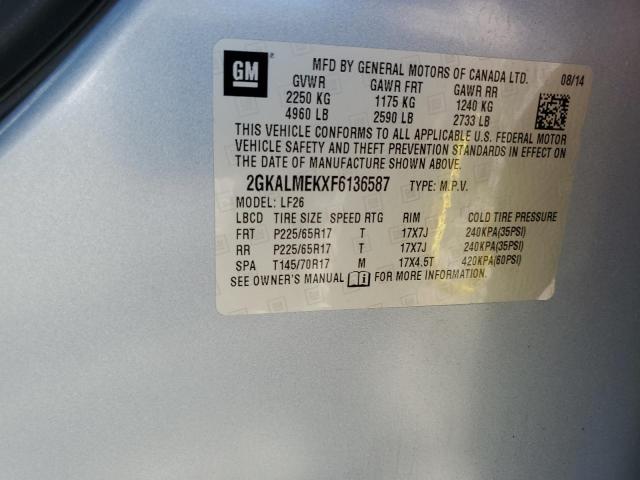 GM ®
MFD BY GENERAL MOTORS OF CANADA LTD. 08/14
GVWR GAWR FRT GAWR RR
2250 KG 1175 KG 1240 KG
4960 LB 2590 LB 2733 LB
THIS VEHICLE CONFORMS TO ALL APPLICABLE U.S. FEDERAL MOTOR
VEHICLE SAFETY AND THEFT PREVENTION STANDARDS IN EFFECT ON
THE DATE OF MANUFACTURE SHOWN ABOVE.
2GKALMEKXF6136587 TYPE: M.P.V.
MODEL: LF26
LBCD TIRE SIZE SPEED RTG RIM COLD TIRE PRESSURE
FRT P225/65R17 T 17X7J 240KPA(35PSI)
RR P225/65R17 T 17X7J 240KPA(35PSI)
SPA T145/70R17 M 17X4.5T 420KPA(60PSI)
SEE OWNER'S MANUAL FOR MORE INFORMATION